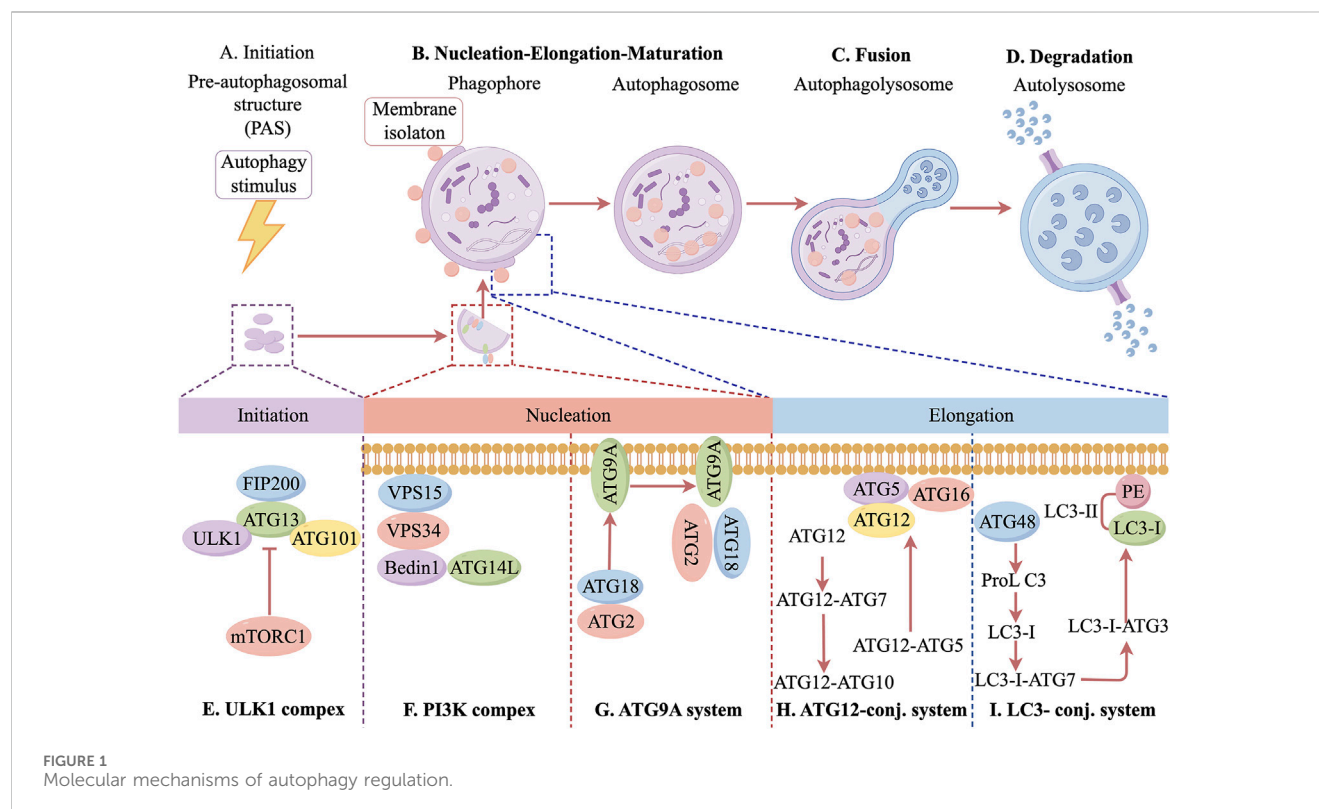 A. Initiation
Pre-autophagosomal
structure
(PAS)
Autophagy
stimulus
B. Nucleation-Elongation-Maturation
Phagophore
Autophagosome
Membrane
isolaton
C. Fusion
Autophagolysosome
D. Degradation
Autolysosome
Initiation
Nucleation
Elongation
FIP200
ATG13
ULK1
ATG101
mTORC1
E. ULK1 compex
VPS15
VPS34
Bedin1
ATG14L
F. PI3K compex
ATG9A
ATG9A
ATG2
ATG18
ATG18
ATG2
G. ATG9A system
ATG5
ATG16
ATG12
ATG12
ATG12-ATG7
ATG12-ATG5
ATG12-ATG10
H. ATG12-conj. system
PE
LC3-II
LC3-I
ATG48
ProL C3
LC3-I
LC3-I-ATG3
LC3-I-ATG7
I. LC3- conj. system
FIGURE 1
Molecular mechanisms of autophagy regulation.